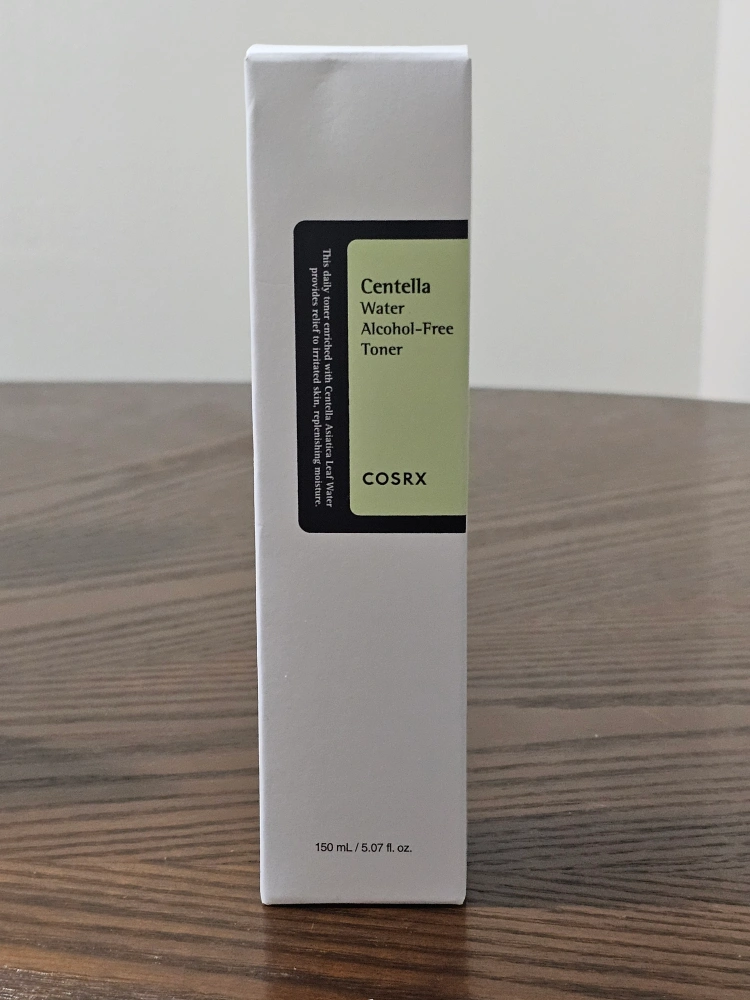 Centella
Water
Alcohol-Free
Toner
COSRX
This daily toner enriched with Centella Asiatica Leaf Water
provides relief to irritated skin, replenishing moisture.
150 mL / 5.07 fl. oz.